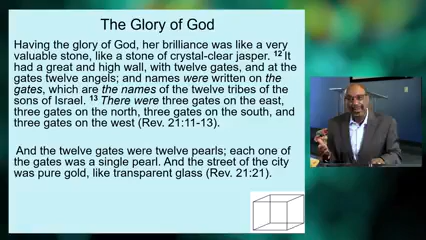 The Glory of God
Having the glory of God, her brilliance was like a very
valuable stone, like a stone of crystal-clear jasper. 12 It
had a great and high wall, with twelve gates, and at the
gates twelve angels; and names were written on the
gates, which are the names of the twelve tribes of the
sons of Israel. 13 There were three gates on the east,
three gates on the north, three gates on the south, and
three gates on the west (Rev. 21:11-13).
And the twelve gates were twelve pearls; each one of
the gates was a single pearl. And the street of the city
was pure gold, like transparent glass (Rev. 21:21).